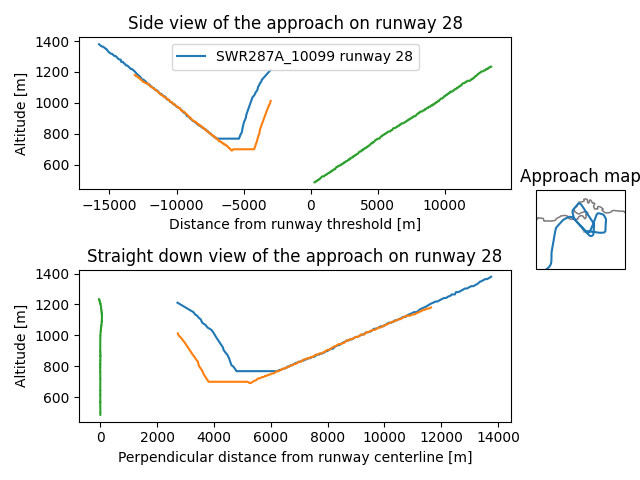 Side view of the approach on runway 28
1400
1200
1000
800
600
Altitude [m]
SWR287A_10099 runway 28
−15000 −10000 −5000 0 5000 10000
Distance from runway threshold [m]
Approach map
Straight down view of the approach on runway 28
1400
1200
1000
800
600
Altitude [m]
0 2000 4000 6000 8000 10000 12000 14000
Perpendicular distance from runway centerline [m]